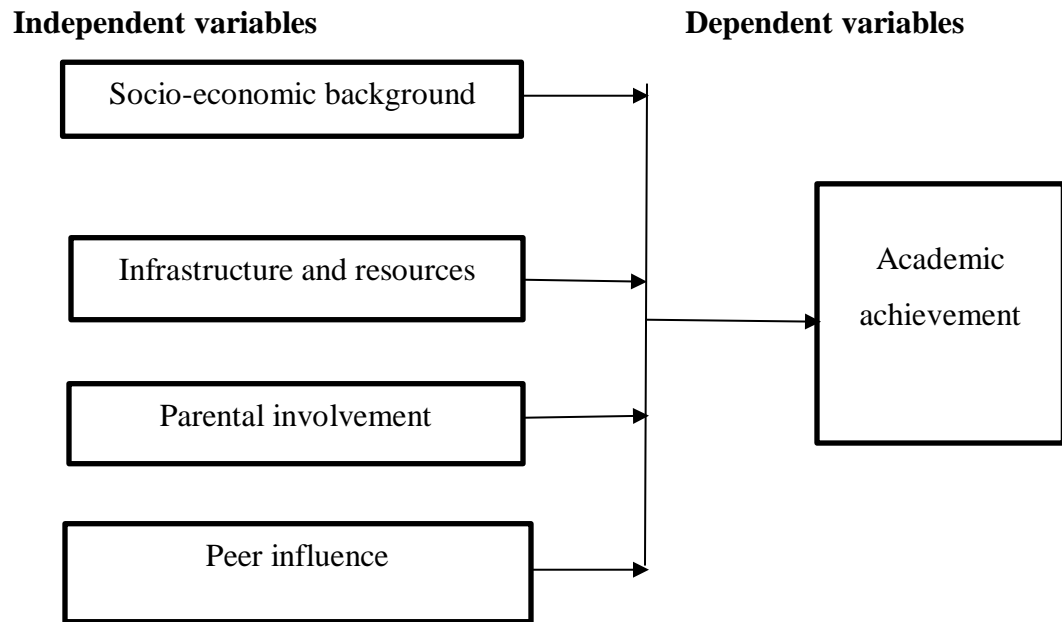 Independent variables
Dependent variables
Socio-economic background
Infrastructure and resources
Academic
achievement
Parental involvement
Peer influence